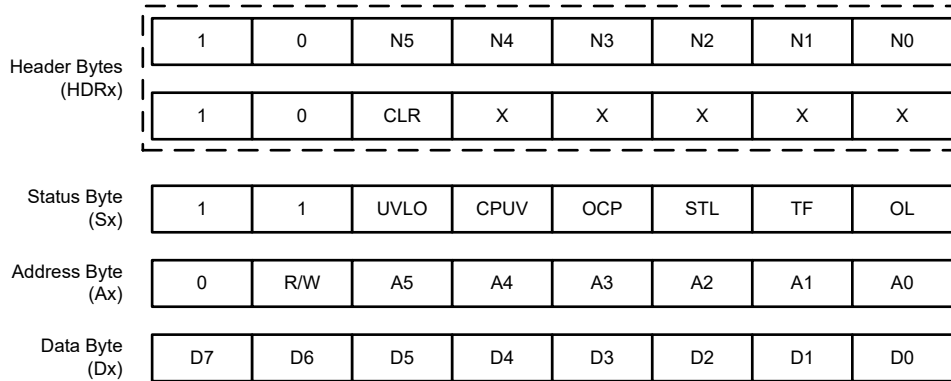 Header Bytes
(HDRx)
1 0 N5 N4 N3 N2 N1 N0
1 0 CLR X X X X X
Status Byte
(Sx)
1 1 UVLO CPUV OCP STL TF OL
Address Byte
(Ax)
0 R/W A5 A4 A3 A2 A1 A0
Data Byte
(Dx)
D7 D6 D5 D4 D3 D2 D1 D0